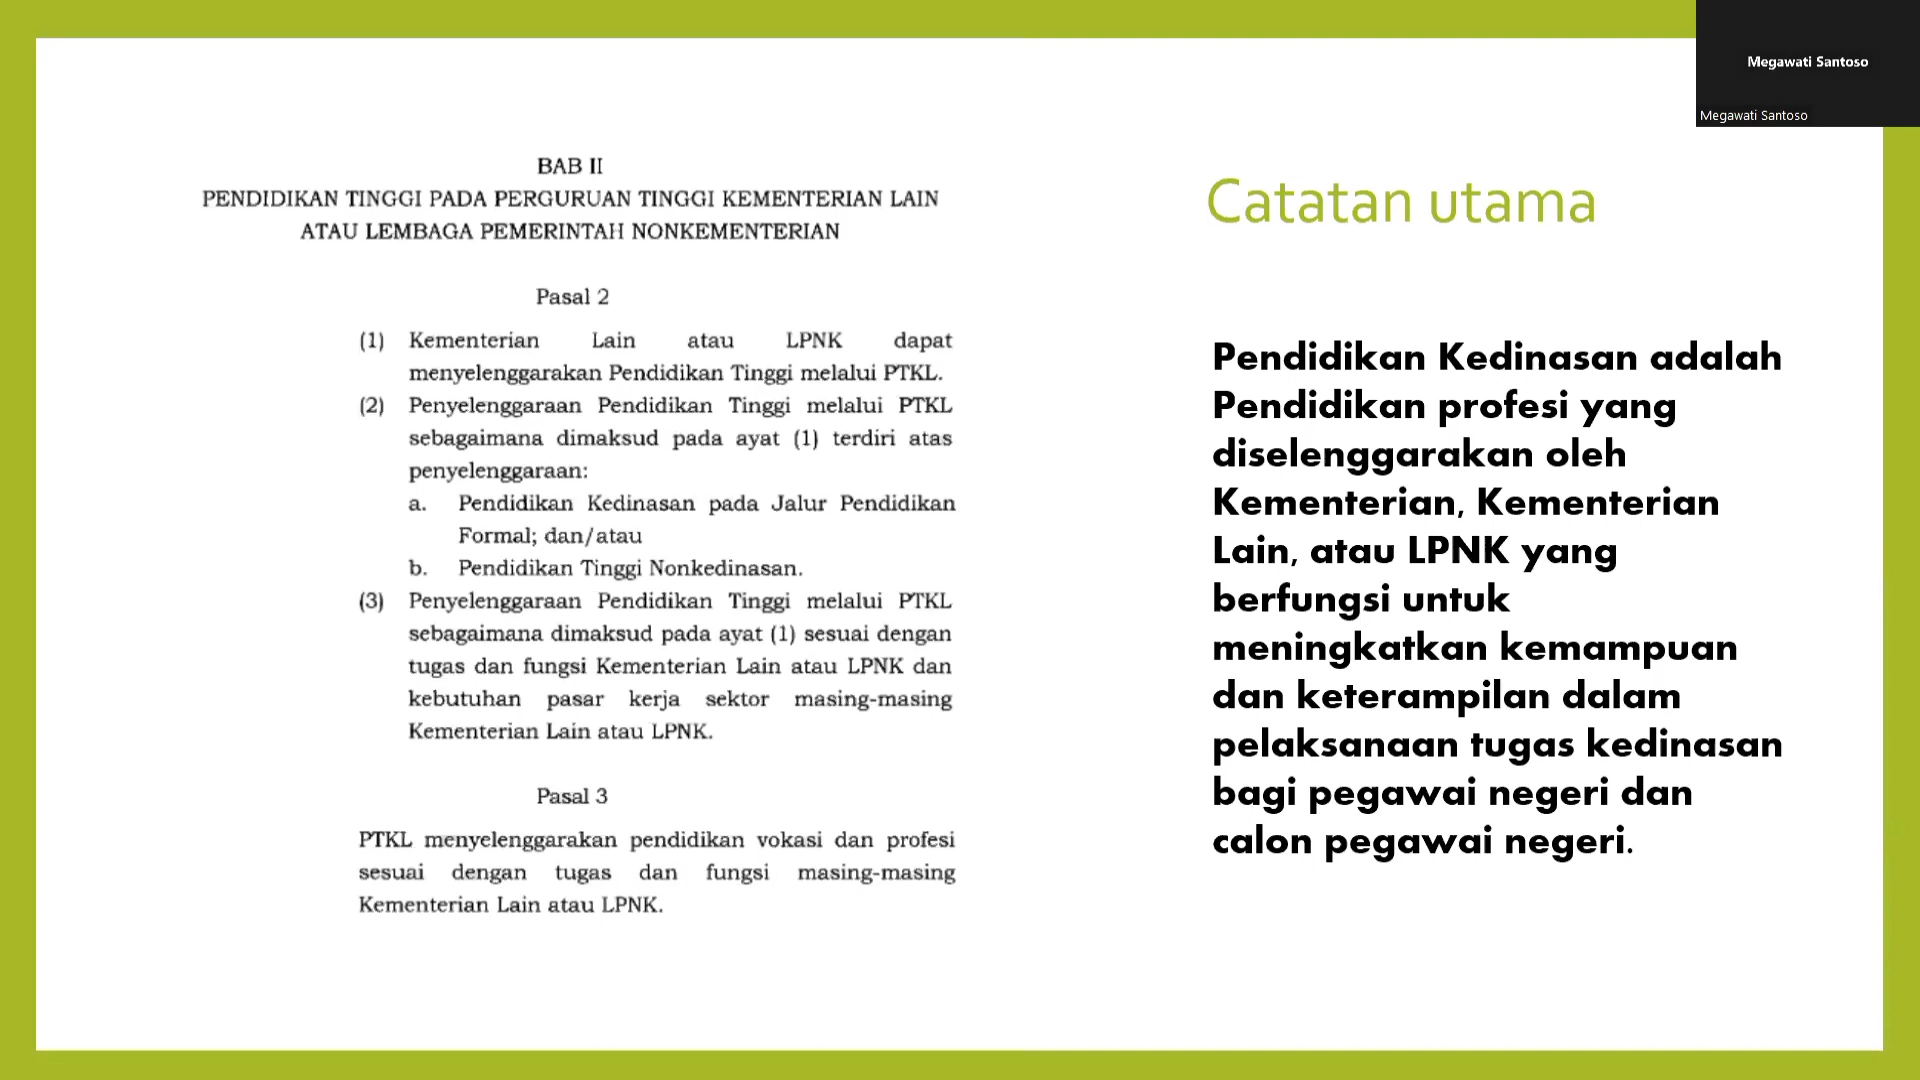 Megawati Santoso
Megawati Santoso
BAB II
PENDIDIKAN TINGGI PADA PERGURUAN TINGGI KEMENTERIAN LAIN
ATAU LEMBAGA PEMERINTAH NONKEMENTERIAN
Pasal 2
(1) Kementerian Lain atau LPNK dapat
menyelenggarakan Pendidikan Tinggi melalui PTKL.
(2) Penyelenggaraan Pendidikan Tinggi melalui PTKL
sebagaimana dimaksud pada ayat (1) terdiri atas
penyelenggaraan:
a. Pendidikan Kedinasan pada Jalur Pendidikan
Formal; dan/atau
b. Pendidikan Tinggi Nonkedinasan.
(3) Penyelenggaraan Pendidikan Tinggi melalui PTKL
sebagaimana dimaksud pada ayat (1) sesuai dengan
tugas dan fungsi Kementerian Lain atau LPNK dan
kebutuhan pasar kerja sektor masing-masing
Kementerian Lain atau LPNK.
Pasal 3
PTKL menyelenggarakan pendidikan vokasi dan profesi
sesuai dengan tugas dan fungsi masing-masing
Kementerian Lain atau LPNK.
Catatan utama
Pendidikan Kedinasan adalah
Pendidikan profesi yang
diselenggarakan oleh
Kementerian, Kementerian
Lain, atau LPNK yang
berfungsi untuk
meningkatkan kemampuan
dan keterampilan dalam
pelaksanaan tugas kedinasan
bagi pegawai negeri dan
calon pegawai negeri.